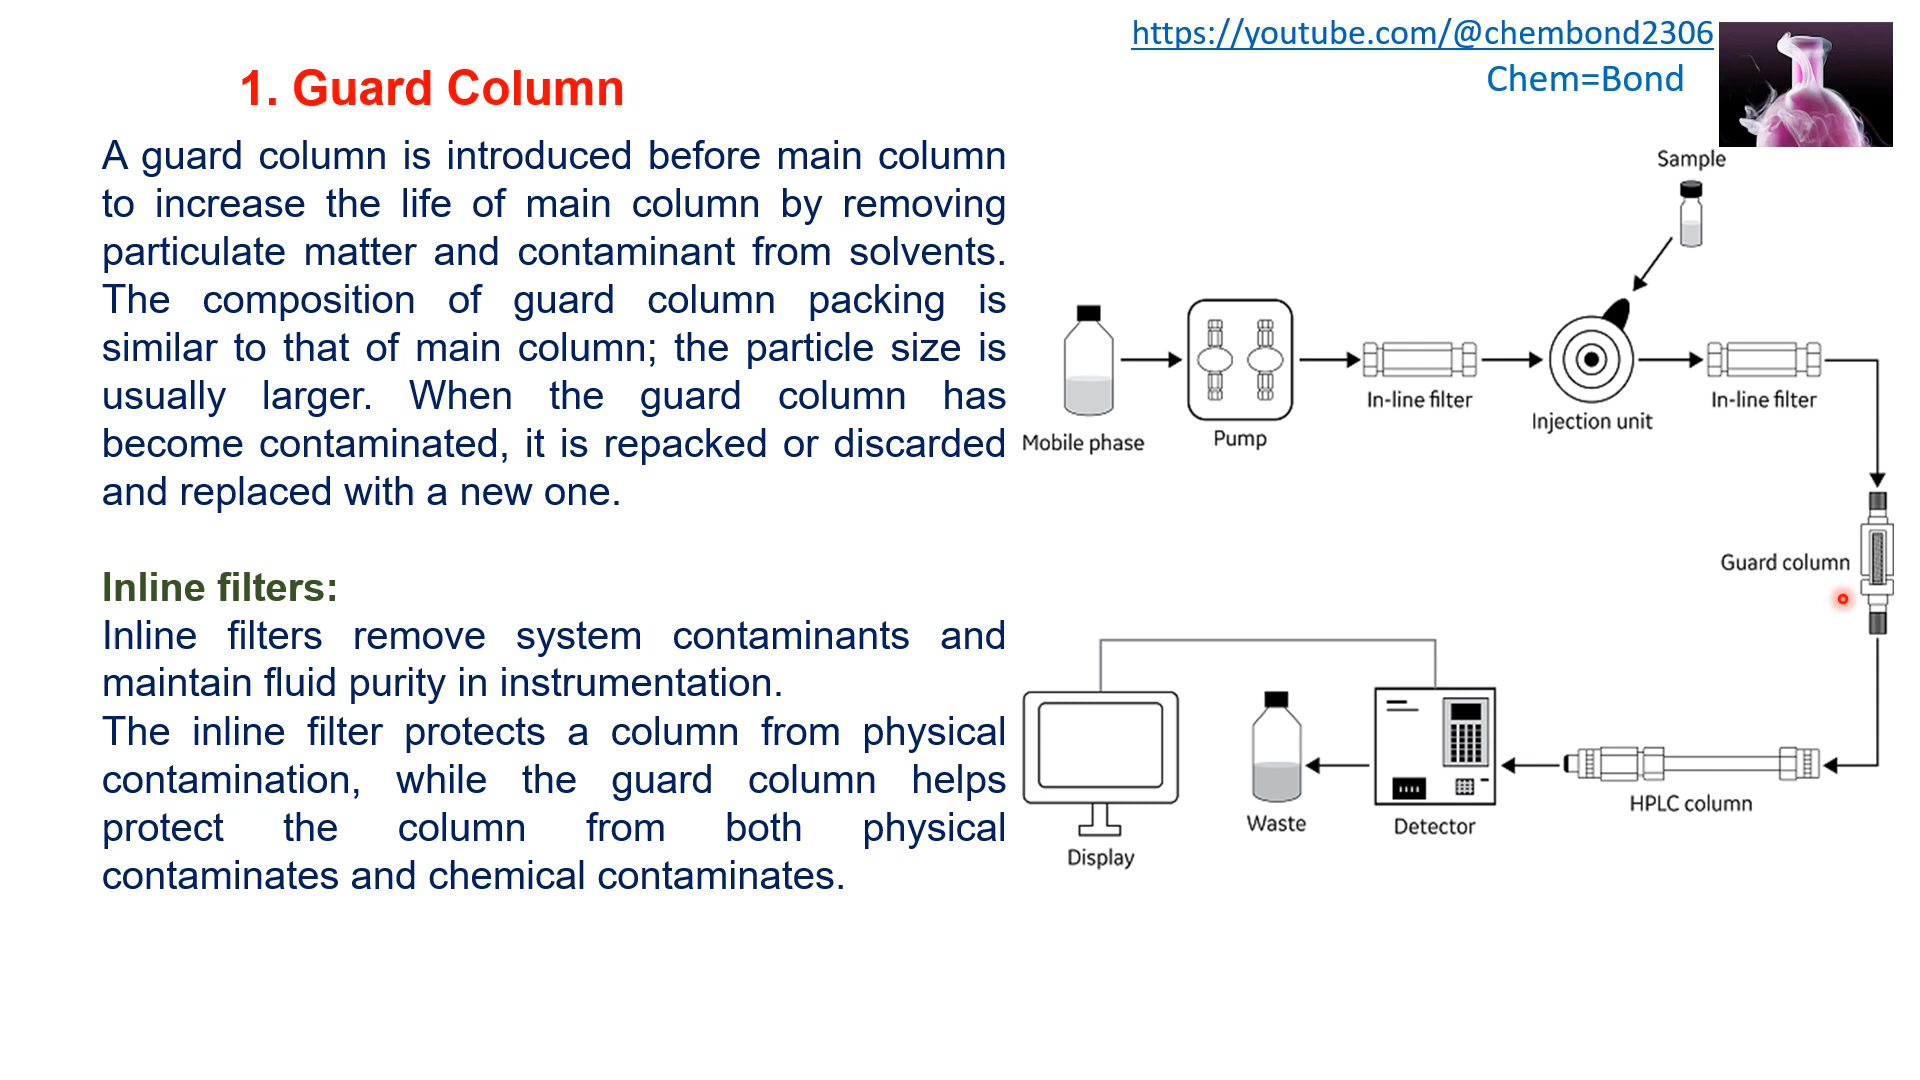 https://youtube.com/@chembond2306
Chem=Bond
1. Guard Column
A guard column is introduced before main column
to increase the life of main column by removing
particulate matter and contaminant from solvents.
The composition of guard column packing is
similar to that of main column; the particle size is
usually larger. When the guard column has
become contaminated, it is repacked or discarded
and replaced with a new one.
Inline filters:
Inline filters remove system contaminants and
maintain fluid purity in instrumentation.
The inline filter protects a column from physical
contamination, while the guard column helps
protect the column from both physical
contaminates and chemical contaminates.
Sample
Mobile phase
Pump
In-line filter
Injection unit
In-line filter
Guard column
HPLC column
Detector
Waste
Display